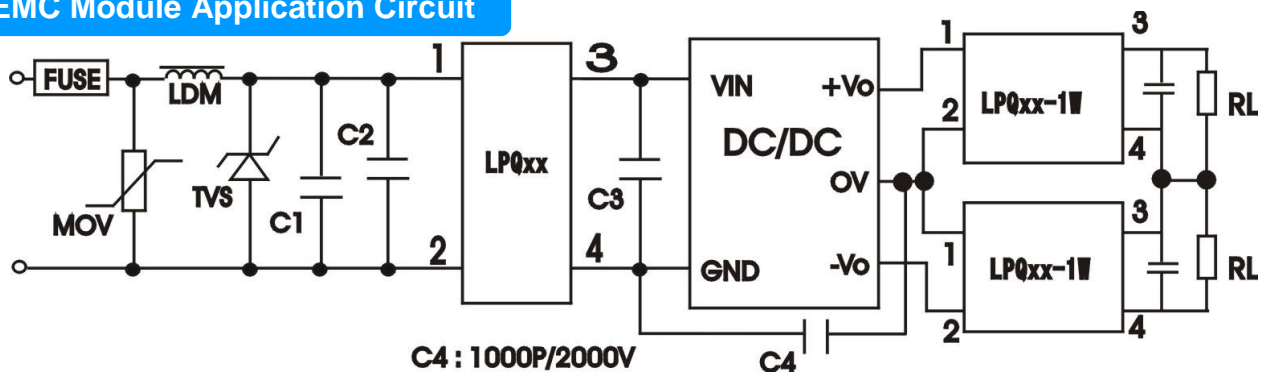 EMC Module Application Circuit
FUSE
LDM
MOV
TVS
C1
C2
1
2
LPQxx
3
4
C3
VIN
+Vo
DC/DC
OV
GND
-Vo
C4
C4 : 1000P/2000V
1
2
LPQxx-1W
3
4
RL
1
2
LPQxx-1W
3
4
RL